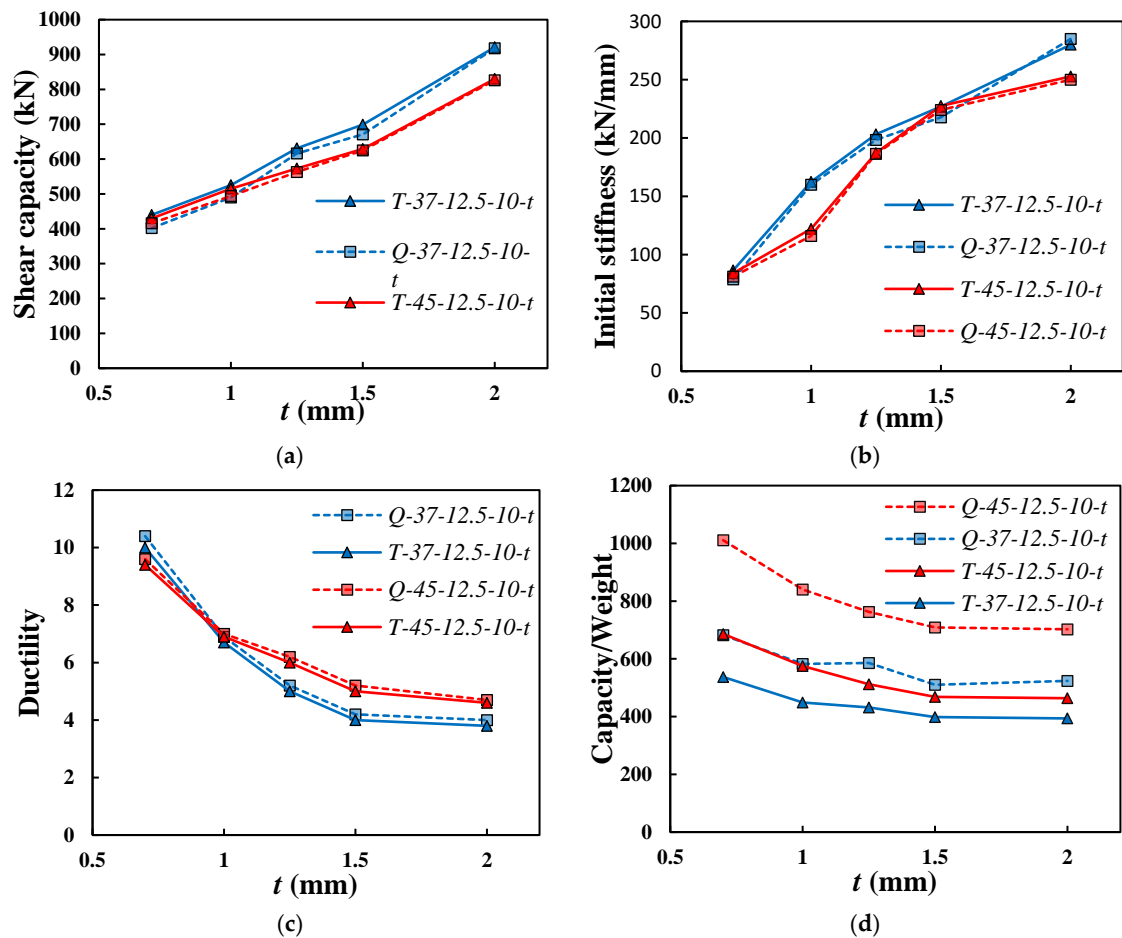 Shear capacity (kN)
1000
900
800
700
600
500
400
300
200
100
0
T-37-12.5-10-t
Q-37-12.5-10-
t
T-45-12.5-10-t
0.5
1
1.5
2
t (mm)
(a)
Initial stiffness (kN/mm)
300
250
200
150
100
50
0
T-37-12.5-10-t
Q-37-12.5-10-t
T-45-12.5-10-t
Q-45-12.5-10-t
0.5
1
1.5
2
t (mm)
(b)
Ductility
12
10
8
6
4
2
0
Q-37-12.5-10-t
T-37-12.5-10-t
Q-45-12.5-10-t
T-45-12.5-10-t
0.5
1
1.5
2
t (mm)
(c)
Capacity/Weight
1200
1000
800
600
400
200
0
Q-45-12.5-10-t
Q-37-12.5-10-t
T-45-12.5-10-t
T-37-12.5-10-t
0.5
1
1.5
2
t (mm)
(d)